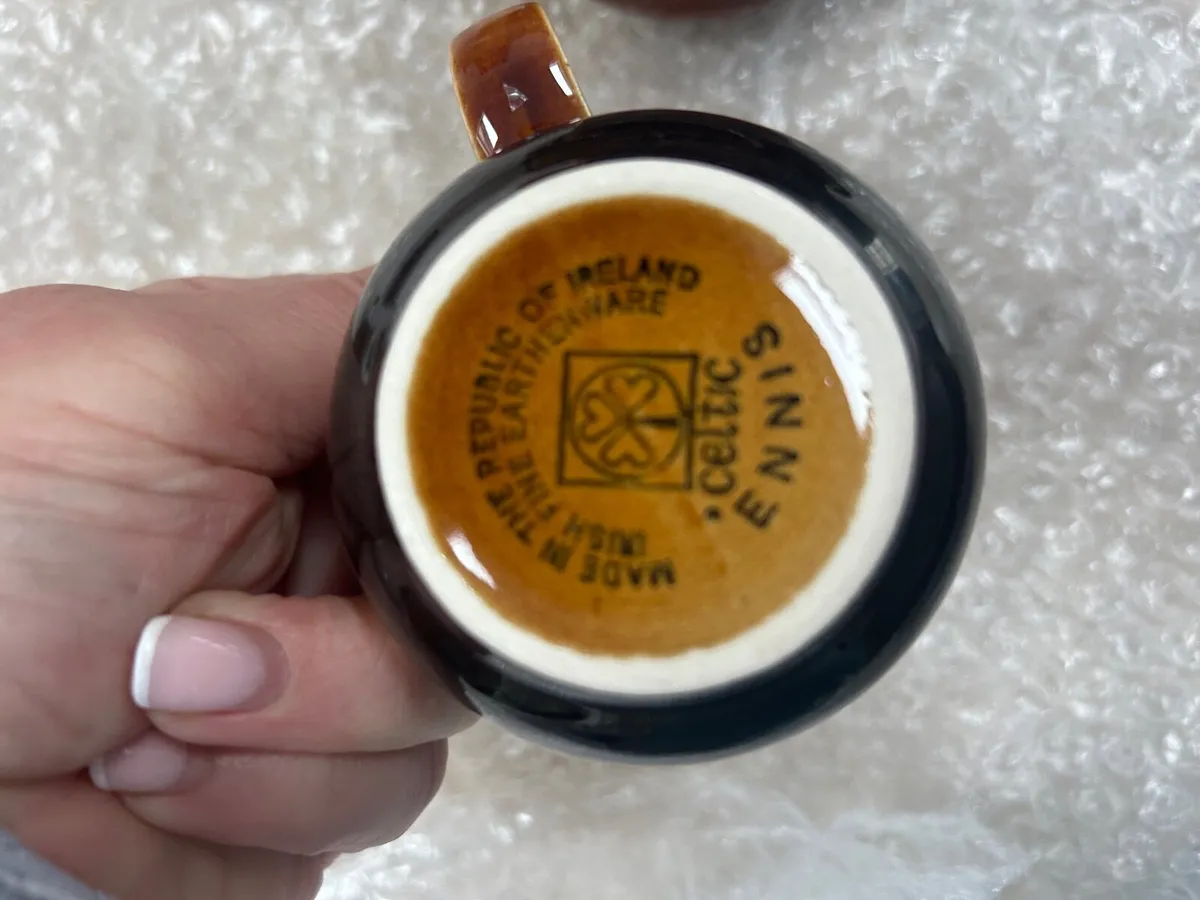 MADE IN THE REPUBLIC OF IRELAND
IRISH FINE EARTHENWARE
·Celtic
ENNIS